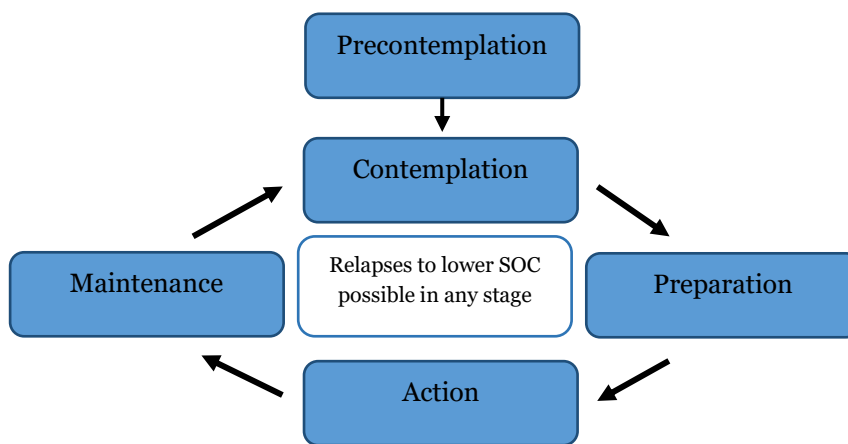 Precontemplation
Contemplation
Maintenance
Relapses to lower SOC
possible in any stage
Preparation
Action